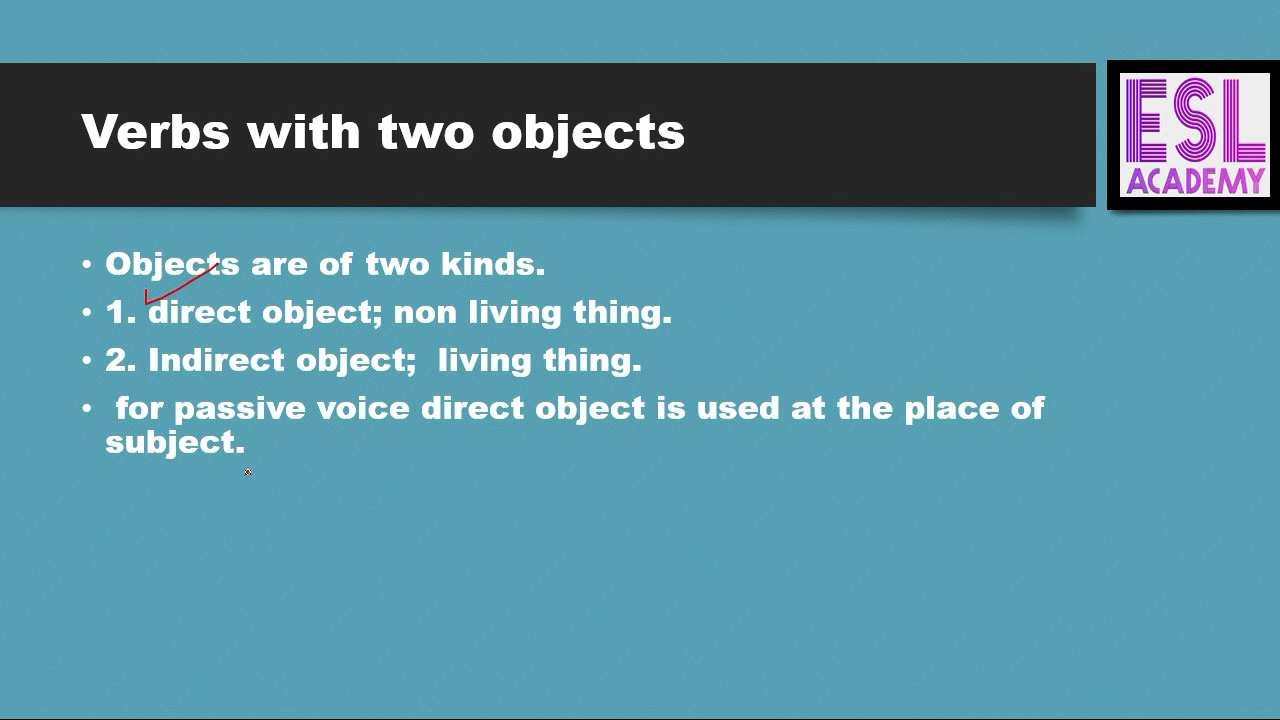 Verbs with two objects
ESL
ACADEMY
• Objects are of two kinds.
• 1. direct object; non living thing.
• 2. Indirect object;  living thing.
•  for passive voice direct object is used at the place of
subject.